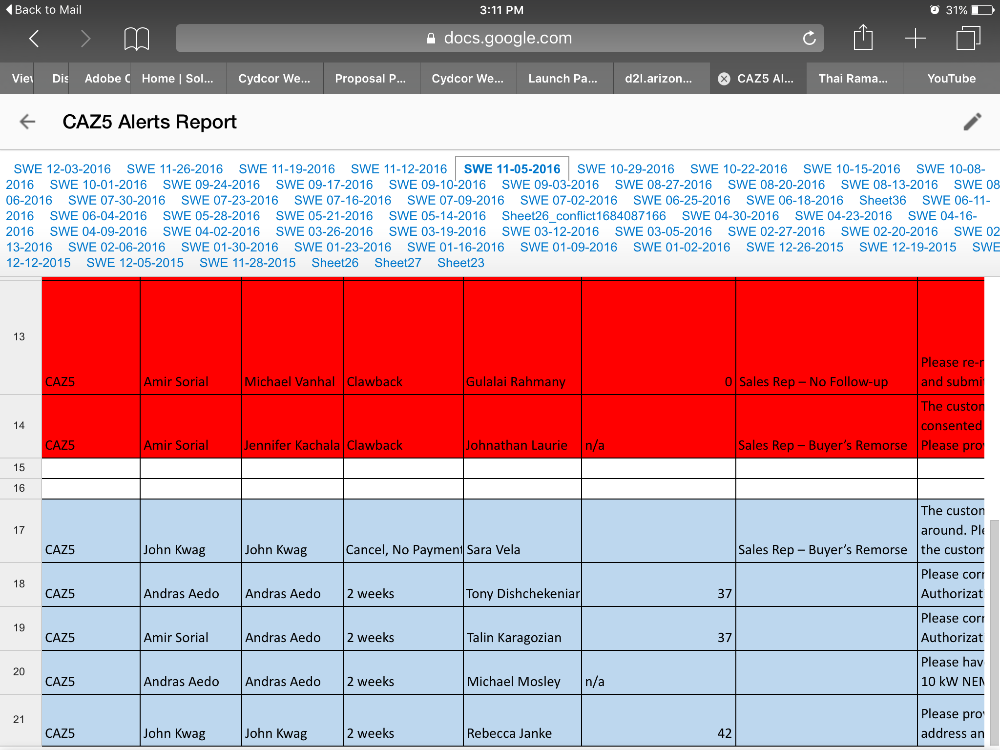 Back to Mail
3:11 PM
31%
docs.google.com
View
Dis
Adobe C
Home | Sol...
Cydcor We...
Proposal P...
Cydcor We...
Launch Pa...
d2l.arizon...
CAZ5 Al...
Thai Rama...
YouTube
CAZ5 Alerts Report
SWE 12-03-2016 SWE 11-26-2016 SWE 11-19-2016 SWE 11-12-2016 SWE 11-05-2016 SWE 10-29-2016 SWE 10-22-2016 SWE 10-15-2016 SWE 10-08-
2016 SWE 10-01-2016 SWE 09-24-2016 SWE 09-17-2016 SWE 09-10-2016 SWE 09-03-2016 SWE 08-27-2016 SWE 08-20-2016 SWE 08-13-2016 SWE 08
06-2016 SWE 07-30-2016 SWE 07-23-2016 SWE 07-16-2016 SWE 07-09-2016 SWE 07-02-2016 SWE 06-25-2016 SWE 06-18-2016 Sheet36 SWE 06-11-
2016 SWE 06-04-2016 SWE 05-28-2016 SWE 05-21-2016 SWE 05-14-2016 Sheet26_conflict1684087166 SWE 04-30-2016 SWE 04-23-2016 SWE 04-16-
2016 SWE 04-09-2016 SWE 04-02-2016 SWE 03-26-2016 SWE 03-19-2016 SWE 03-12-2016 SWE 03-05-2016 SWE 02-27-2016 SWE 02-20-2016 SWE 02
13-2016 SWE 02-06-2016 SWE 01-30-2016 SWE 01-23-2016 SWE 01-16-2016 SWE 01-09-2016 SWE 01-02-2016 SWE 12-26-2015 SWE 12-19-2015 SWE
12-12-2015 SWE 12-05-2015 SWE 11-28-2015 Sheet26 Sheet27 Sheet23
13 CAZ5 Amir Sorial Michael Vanhal Clawback Gulalai Rahmany 0 Sales Rep – No Follow-up Please re-r
and submit
14 CAZ5 Amir Sorial Jennifer Kachala Clawback Johnathan Laurie n/a Sales Rep – Buyer's Remorse The custom
consented
Please prov
15
16
17 CAZ5 John Kwag John Kwag Cancel, No Payment Sara Vela Sales Rep – Buyer's Remorse The custom
around. Ple
the custom
18 CAZ5 Andras Aedo Andras Aedo 2 weeks Tony Dishchekenian 37 Please corr
Authorizati
19 CAZ5 Amir Sorial Andras Aedo 2 weeks Talin Karagozian 37 Please corr
Authorizati
20 CAZ5 Andras Aedo Andras Aedo 2 weeks Michael Mosley n/a Please hav
10 kW NEM
21 CAZ5 John Kwag John Kwag 2 weeks Rebecca Janke 42 Please prov
address an